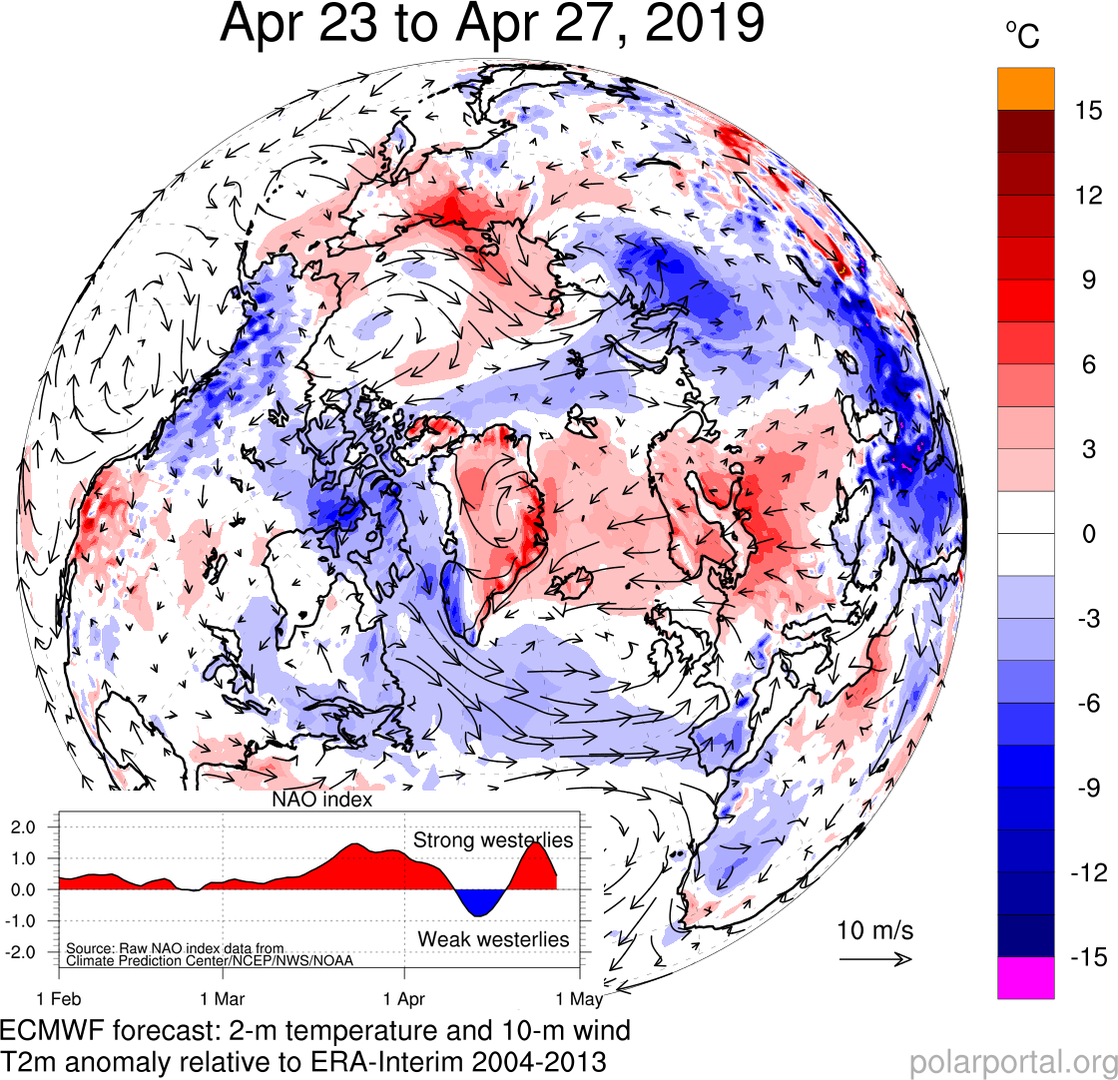 Apr 23 to Apr 27, 2019
°C
15
12
9
6
3
0
-3
-6
-9
-12
-15
10 m/s
NAO index
2.0
1.0
0.0
-1.0
-2.0
Strong westerlies
Weak westerlies
Source: Raw NAO index data from
Climate Prediction Center/NCEP/NWS/NOAA
1 Feb 1 Mar 1 Apr 1 May
ECMWF forecast: 2-m temperature and 10-m wind
T2m anomaly relative to ERA-Interim 2004-2013
polarportal.org